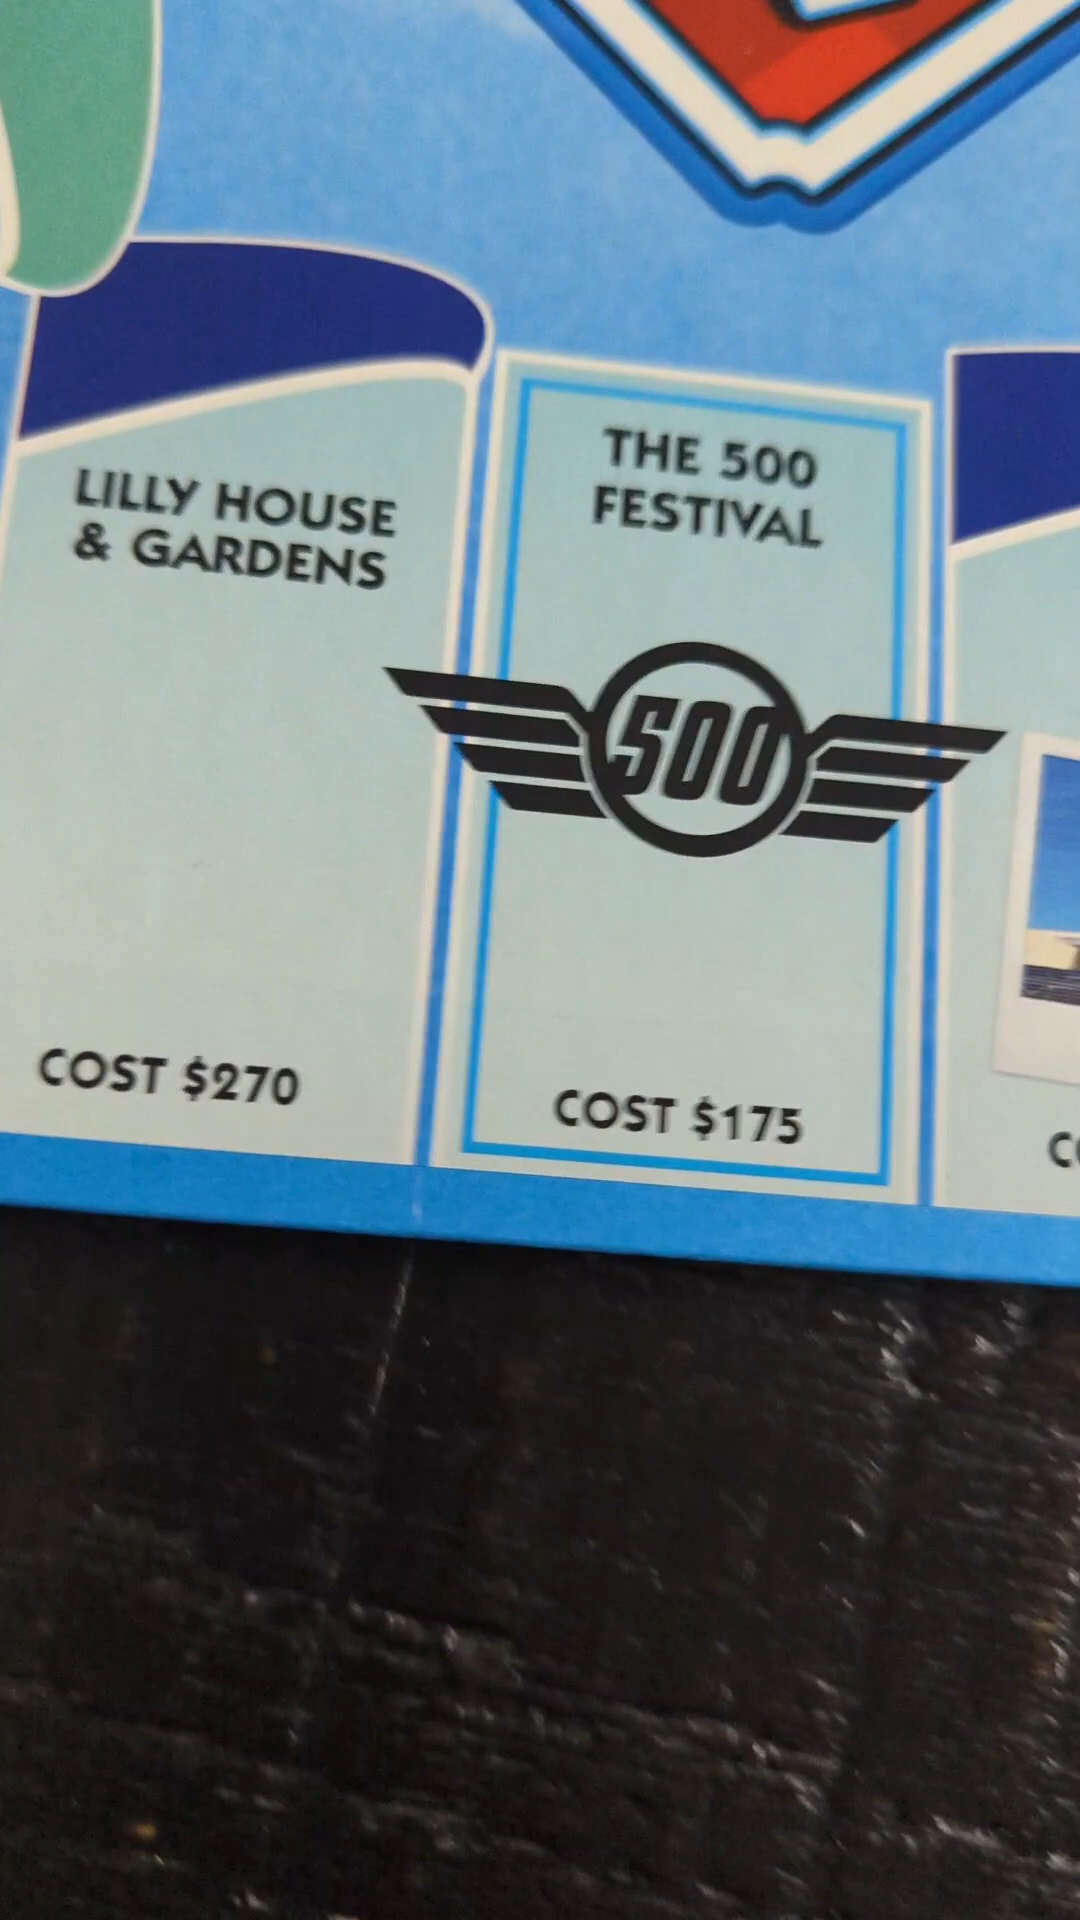 LILLY HOUSE
& GARDENS
COST $270
THE 500
FESTIVAL
500
COST $175